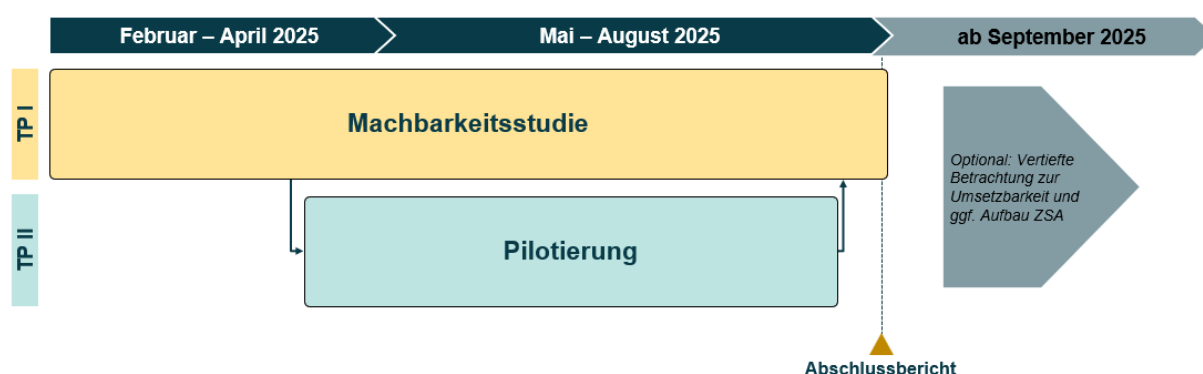 Februar – April 2025
Mai – August 2025
ab September 2025
TP I
Machbarkeitsstudie
Optional: Vertiefte
Betrachtung zur
Umsetzbarkeit und
ggf. Aufbau ZSA
TP II
Pilotierung
Abschlussbericht